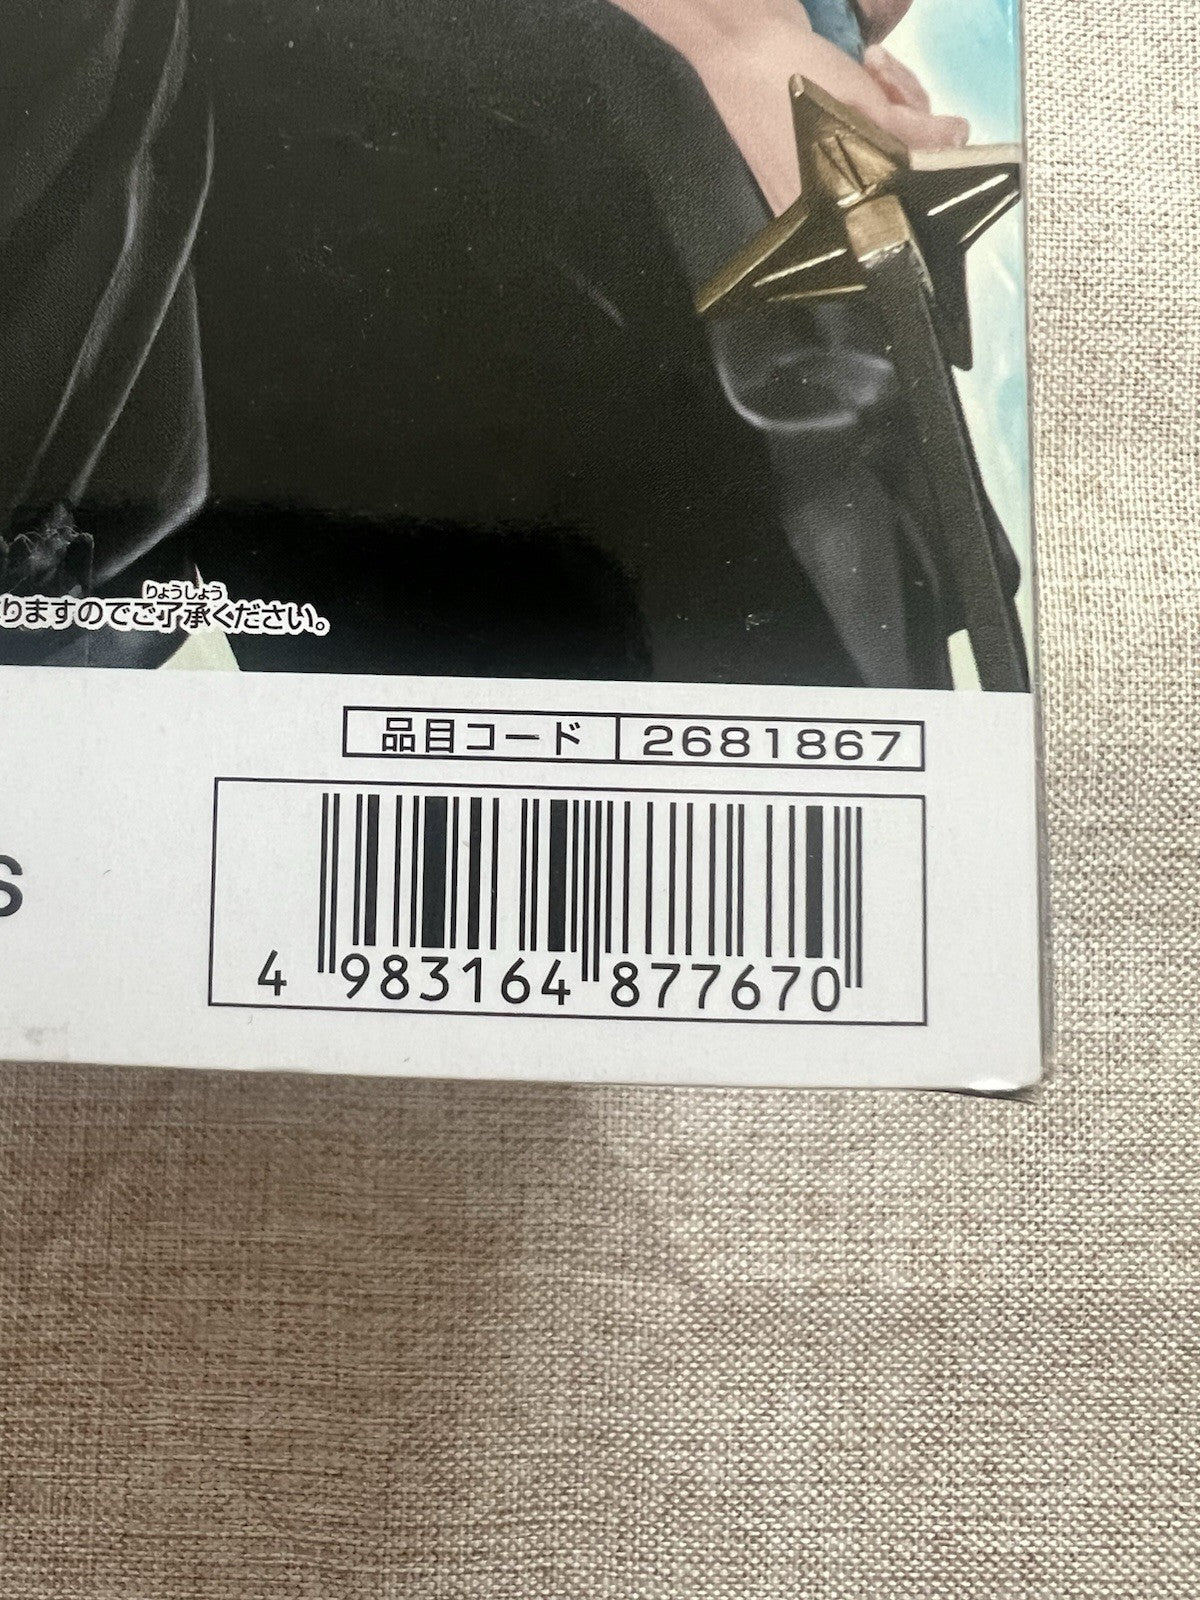 りょうしょう
りますのでご了承ください。
品目コード 2681867
S
4 983164 877670